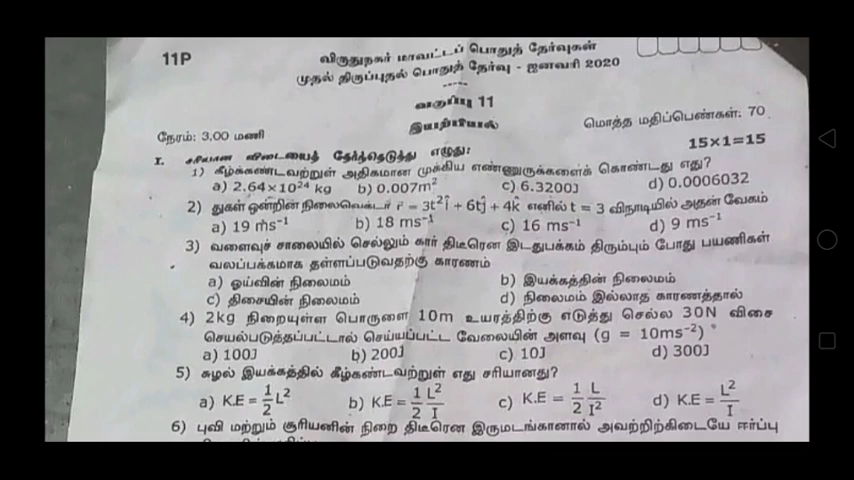 11P
விருதுநகர் மாவட்டப் பொதுத் தேர்வுகள்
முதல் திருப்புதல் பொதுத் தேர்வு - ஜனவரி 2020
வகுப்பு 11
நேரம்: 3.00 மணி
இயற்பியல்
மொத்த மதிப்பெண்கள்: 70
I. சரியான விடையைத் தேர்ந்தெடுத்து எழுது:
15×1=15
1) கீழ்க்கண்டவற்றுள் அதிகமான முக்கிய எண்ணுருக்களைக் கொண்டது எது?
a) 2.64×10²⁴ kg b) 0.007m² c) 6.3200J d) 0.0006032
2) துகள் ஒன்றின் நிலைவெக்டர் r⃗ = 3t²î + 6tĵ + 4k̂ எனில் t = 3 விநாடியில் அதன் வேகம்
a) 19 ms⁻¹ b) 18 ms⁻¹ c) 16 ms⁻¹ d) 9 ms⁻¹
3) வளைவுச் சாலையில் செல்லும் கார் திடீரென இடதுபக்கம் திரும்பும் போது பயணிகள்
வலப்பக்கமாக தள்ளப்படுவதற்கு காரணம்
a) ஓய்வின் நிலைமம் b) இயக்கத்தின் நிலைமம்
c) திசையின் நிலைமம் d) நிலைமம் இல்லாத காரணத்தால்
4) 2kg நிறையுள்ள பொருளை 10m உயரத்திற்கு எடுத்து செல்ல 30N விசை
செயல்படுத்தப்பட்டால் செய்யப்பட்ட வேலையின் அளவு (g = 10ms⁻²)
a) 100J b) 200J c) 10J d) 300J
5) சுழல் இயக்கத்தில் கீழ்கண்டவற்றுள் எது சரியானது?
a) K.E = 1/2 L² b) K.E = 1/2 L²/I c) K.E = 1/2 L/I² d) K.E = L²/I
6) புவி மற்றும் சூரியனின் நிறை திடீரென இருமடங்கானால் அவற்றிற்கிடையே ஈர்ப்பு